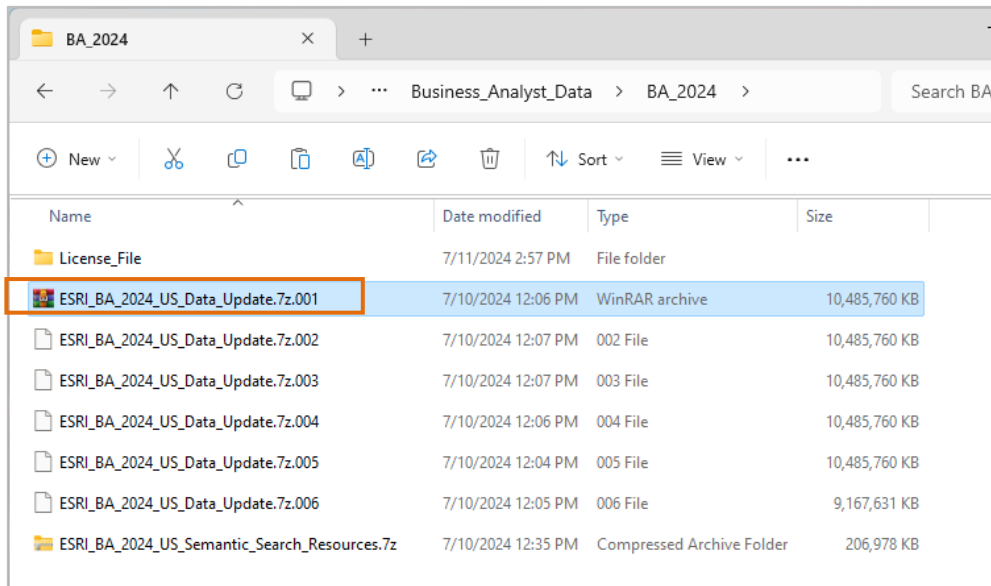 BA_2024
··· Business_Analyst_Data > BA_2024 > Search BA
New Sort View ···
Name Date modified Type Size
License_File 7/11/2024 2:57 PM File folder
ESRI_BA_2024_US_Data_Update.7z.001 7/10/2024 12:06 PM WinRAR archive 10,485,760 KB
ESRI_BA_2024_US_Data_Update.7z.002 7/10/2024 12:07 PM 002 File 10,485,760 KB
ESRI_BA_2024_US_Data_Update.7z.003 7/10/2024 12:07 PM 003 File 10,485,760 KB
ESRI_BA_2024_US_Data_Update.7z.004 7/10/2024 12:06 PM 004 File 10,485,760 KB
ESRI_BA_2024_US_Data_Update.7z.005 7/10/2024 12:04 PM 005 File 10,485,760 KB
ESRI_BA_2024_US_Data_Update.7z.006 7/10/2024 12:05 PM 006 File 9,167,631 KB
ESRI_BA_2024_US_Semantic_Search_Resources.7z 7/10/2024 12:35 PM Compressed Archive Folder 206,978 KB